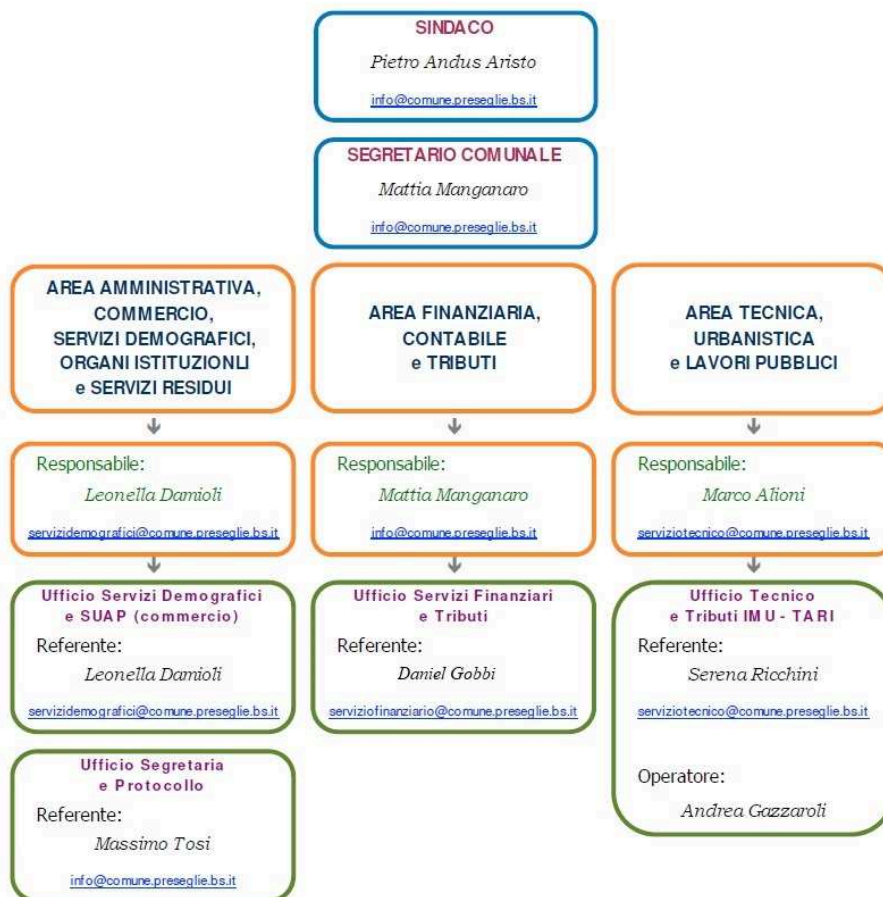 SINDACO
Pietro Andus Aristo
info@comune.preseglie.bs.it
SEGRETARIO COMUNALE
Mattia Manganaro
info@comune.preseglie.bs.it
AREA AMMINISTRATIVA,
COMMERCIO,
SERVIZI DEMOGRAFICI,
ORGANI ISTITUZIONLI
e SERVIZI RESIDUI
Responsabile:
Leonella Damioli
servizidemografici@comune.preseglie.bs.it
Ufficio Servizi Demografici
e SUAP (commercio)
Referente:
Leonella Damioli
servizidemografici@comune.preseglie.bs.it
Ufficio Segretaria
e Protocollo
Referente:
Massimo Tosi
info@comune.preseglie.bs.it
AREA FINANZIARIA,
CONTABILE
e TRIBUTI
Responsabile:
Mattia Manganaro
info@comune.preseglie.bs.it
Ufficio Servizi Finanziari
e Tributi
Referente:
Daniel Gobbi
serviziofinanziario@comune.preseglie.bs.it
AREA TECNICA,
URBANISTICA
e LAVORI PUBBLICI
Responsabile:
Marco Alioni
serviziotecnico@comune.preseglie.bs.it
Ufficio Tecnico
e Tributi IMU - TARI
Referente:
Serena Ricchini
serviziotecnico@comune.preseglie.bs.it
Operatore:
Andrea Gazzaroli